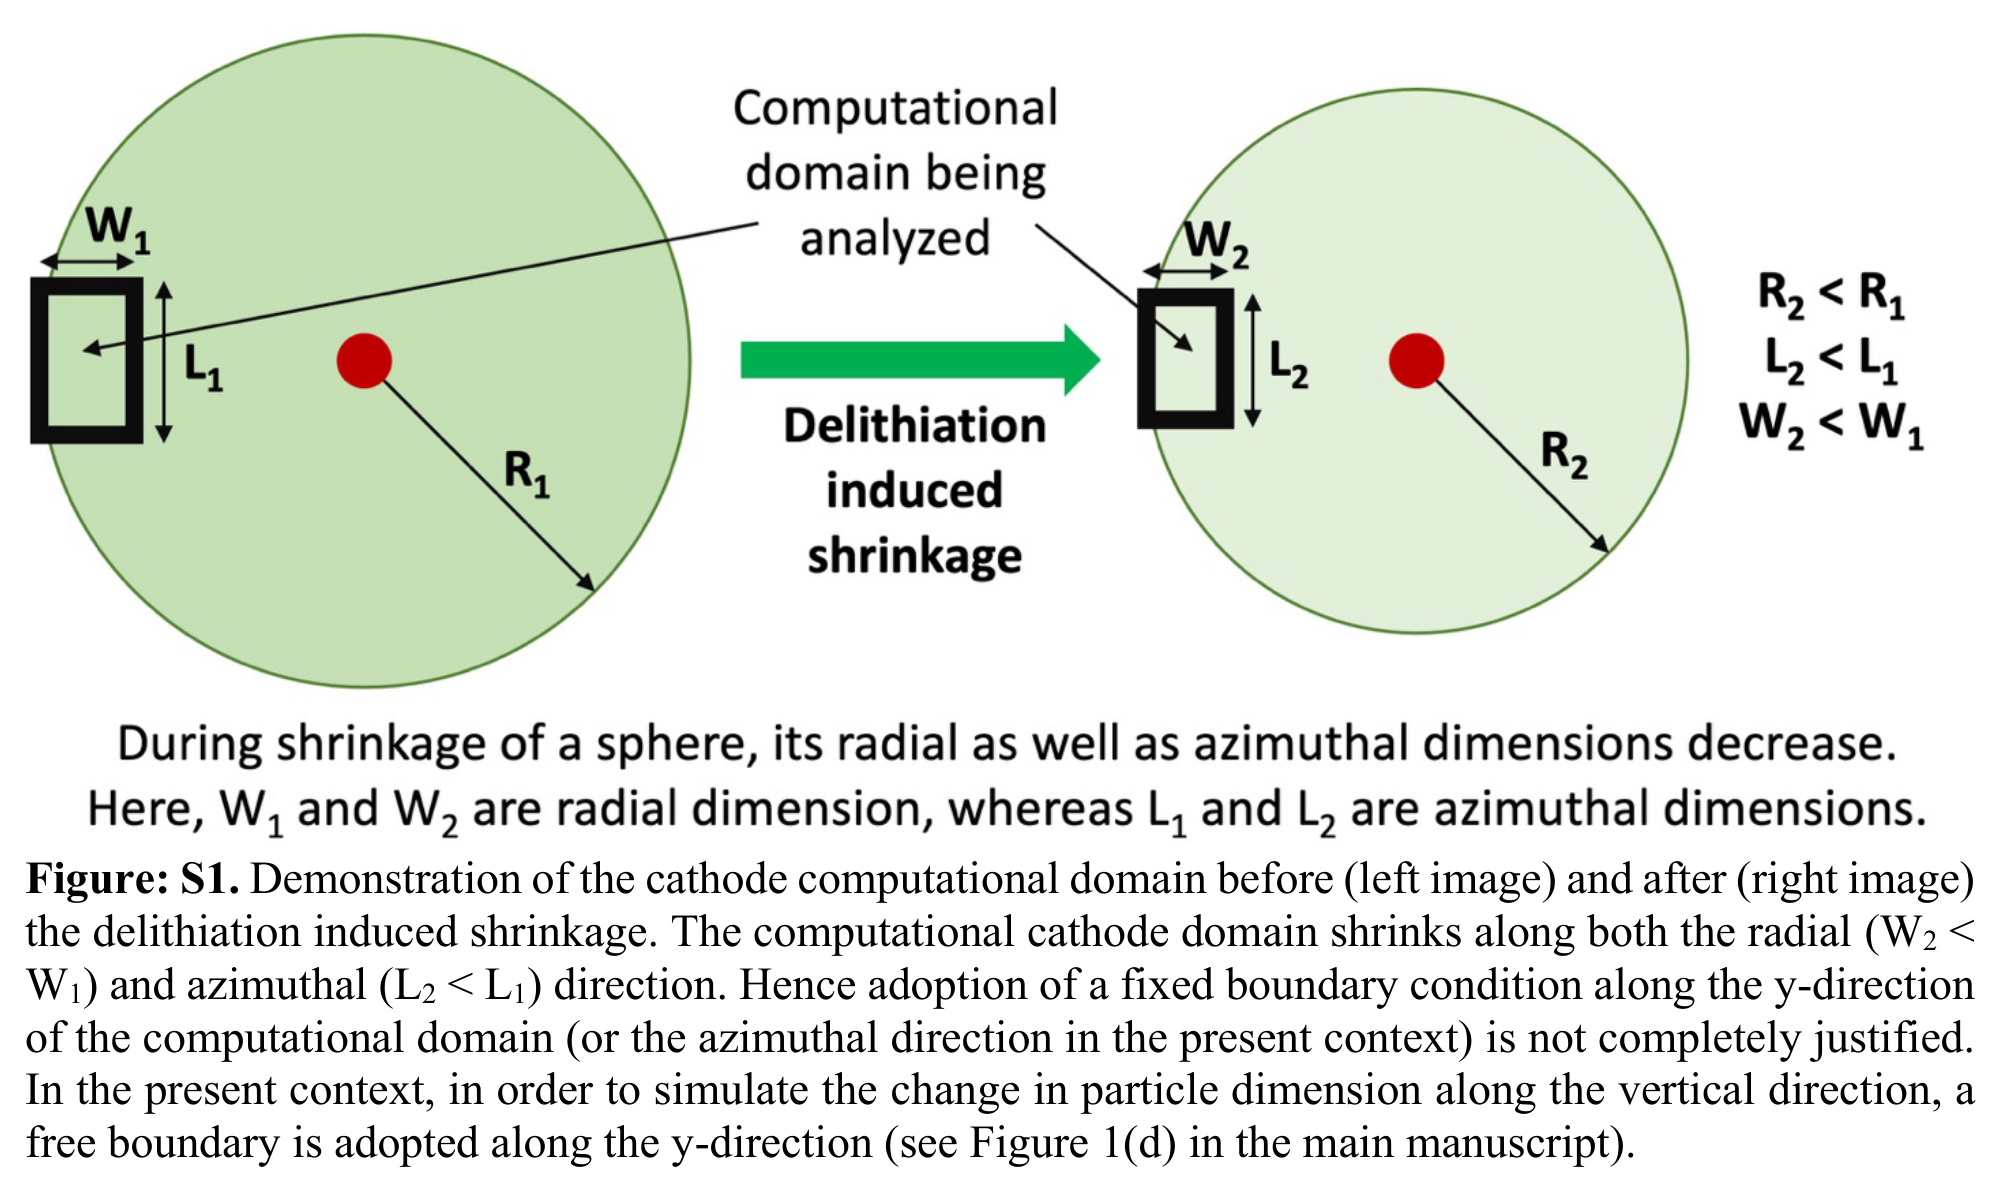 Computational
domain being
analyzed
W1
L1
R1
Delithiation
induced
shrinkage
W2
L2
R2
R2 < R1
L2 < L1
W2 < W1
During shrinkage of a sphere, its radial as well as azimuthal dimensions decrease.
Here, W1 and W2 are radial dimension, whereas L1 and L2 are azimuthal dimensions.
Figure: S1. Demonstration of the cathode computational domain before (left image) and after (right image)
the delithiation induced shrinkage. The computational cathode domain shrinks along both the radial (W2 <
W1) and azimuthal (L2 < L1) direction. Hence adoption of a fixed boundary condition along the y-direction
of the computational domain (or the azimuthal direction in the present context) is not completely justified.
In the present context, in order to simulate the change in particle dimension along the vertical direction, a
free boundary is adopted along the y-direction (see Figure 1(d) in the main manuscript).